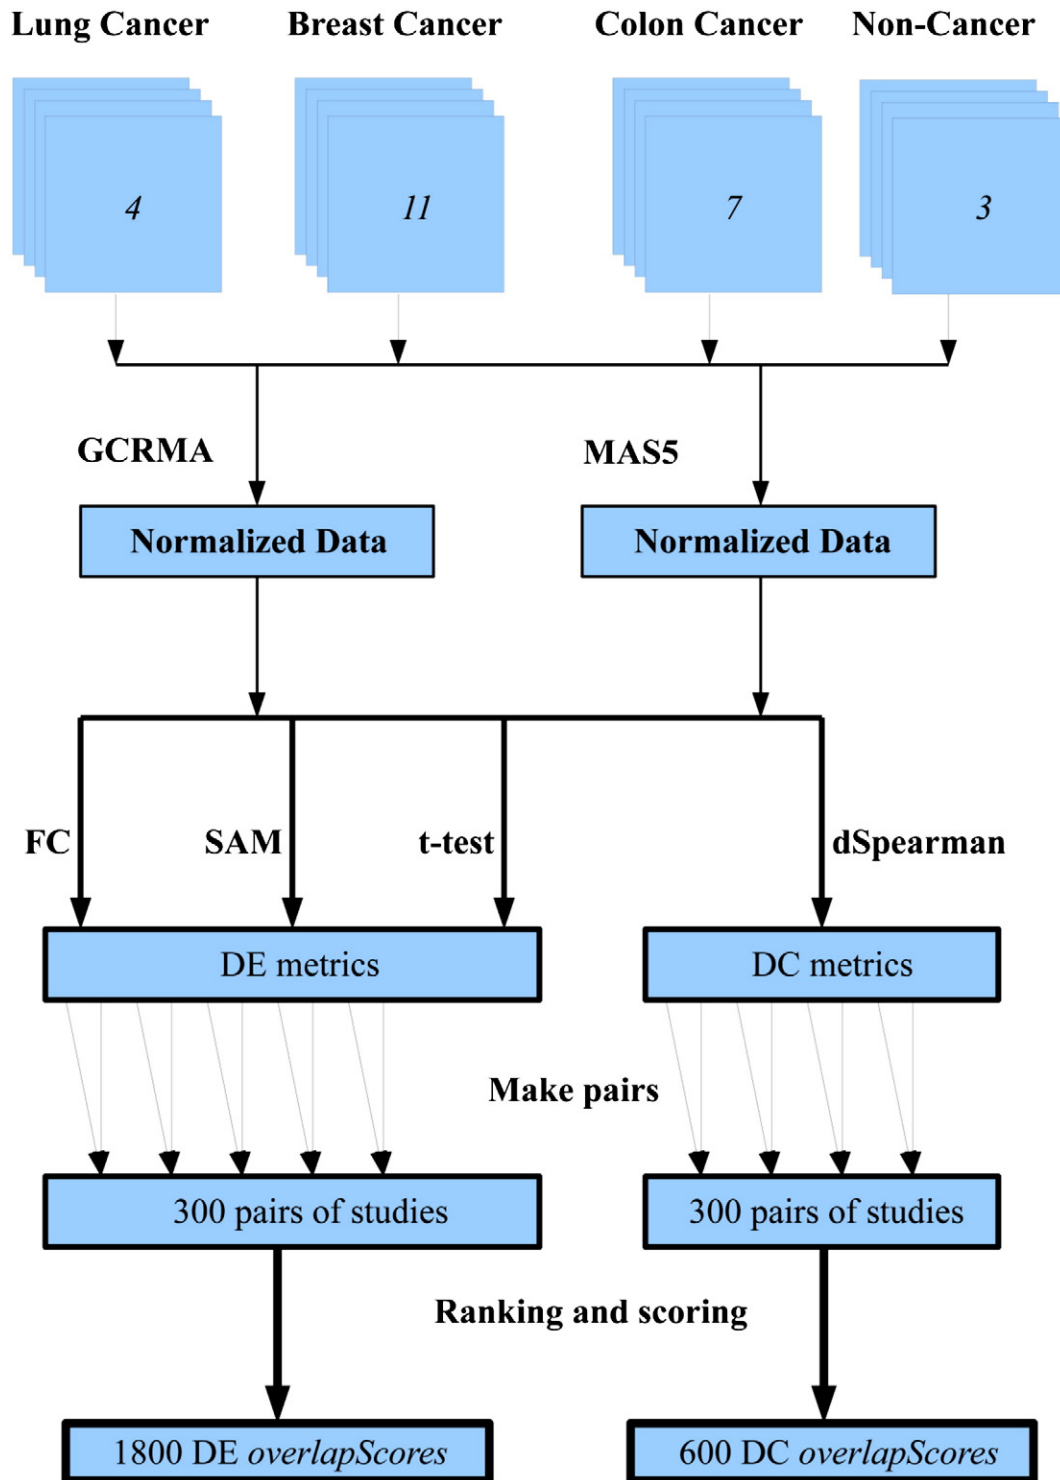 Lung Cancer Breast Cancer Colon Cancer Non-Cancer
4 11 7 3
GCRMA MAS5
Normalized Data Normalized Data
FC SAM t-test dSpearman
DE metrics DC metrics
Make pairs
300 pairs of studies 300 pairs of studies
Ranking and scoring
1800 DE overlapScores 600 DC overlapScores